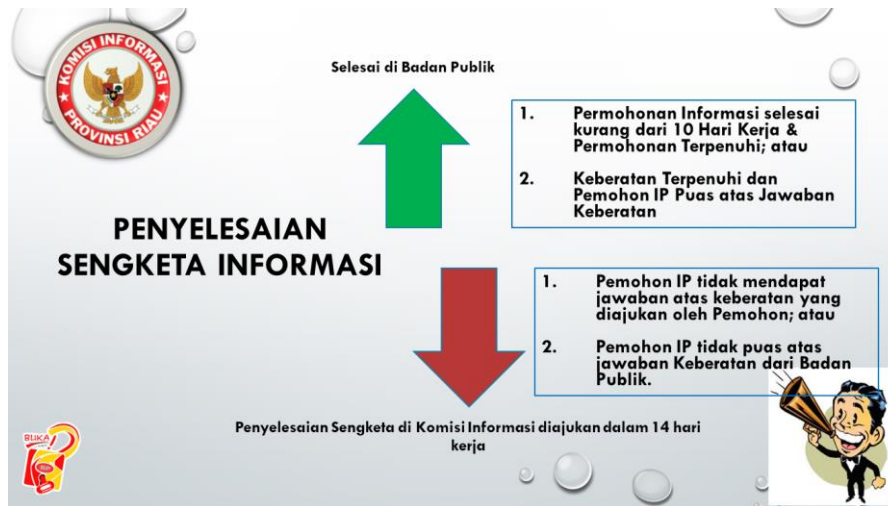 KOMISI INFORMASI
PROVINSI RIAU
Selesai di Badan Publik
1. Permohonan Informasi selesai
kurang dari 10 Hari Kerja &
Permohonan Terpenuhi; atau
2. Keberatan Terpenuhi dan
Pemohon IP Puas atas Jawaban
Keberatan
PENYELESAIAN
SENGKETA INFORMASI
1. Pemohon IP tidak mendapat
jawaban atas keberatan yang
diajukan oleh Pemohon; atau
2. Pemohon IP tidak puas atas
jawaban Keberatan dari Badan
Publik.
Penyelesaian Sengketa di Komisi Informasi diajukan dalam 14 hari
kerja